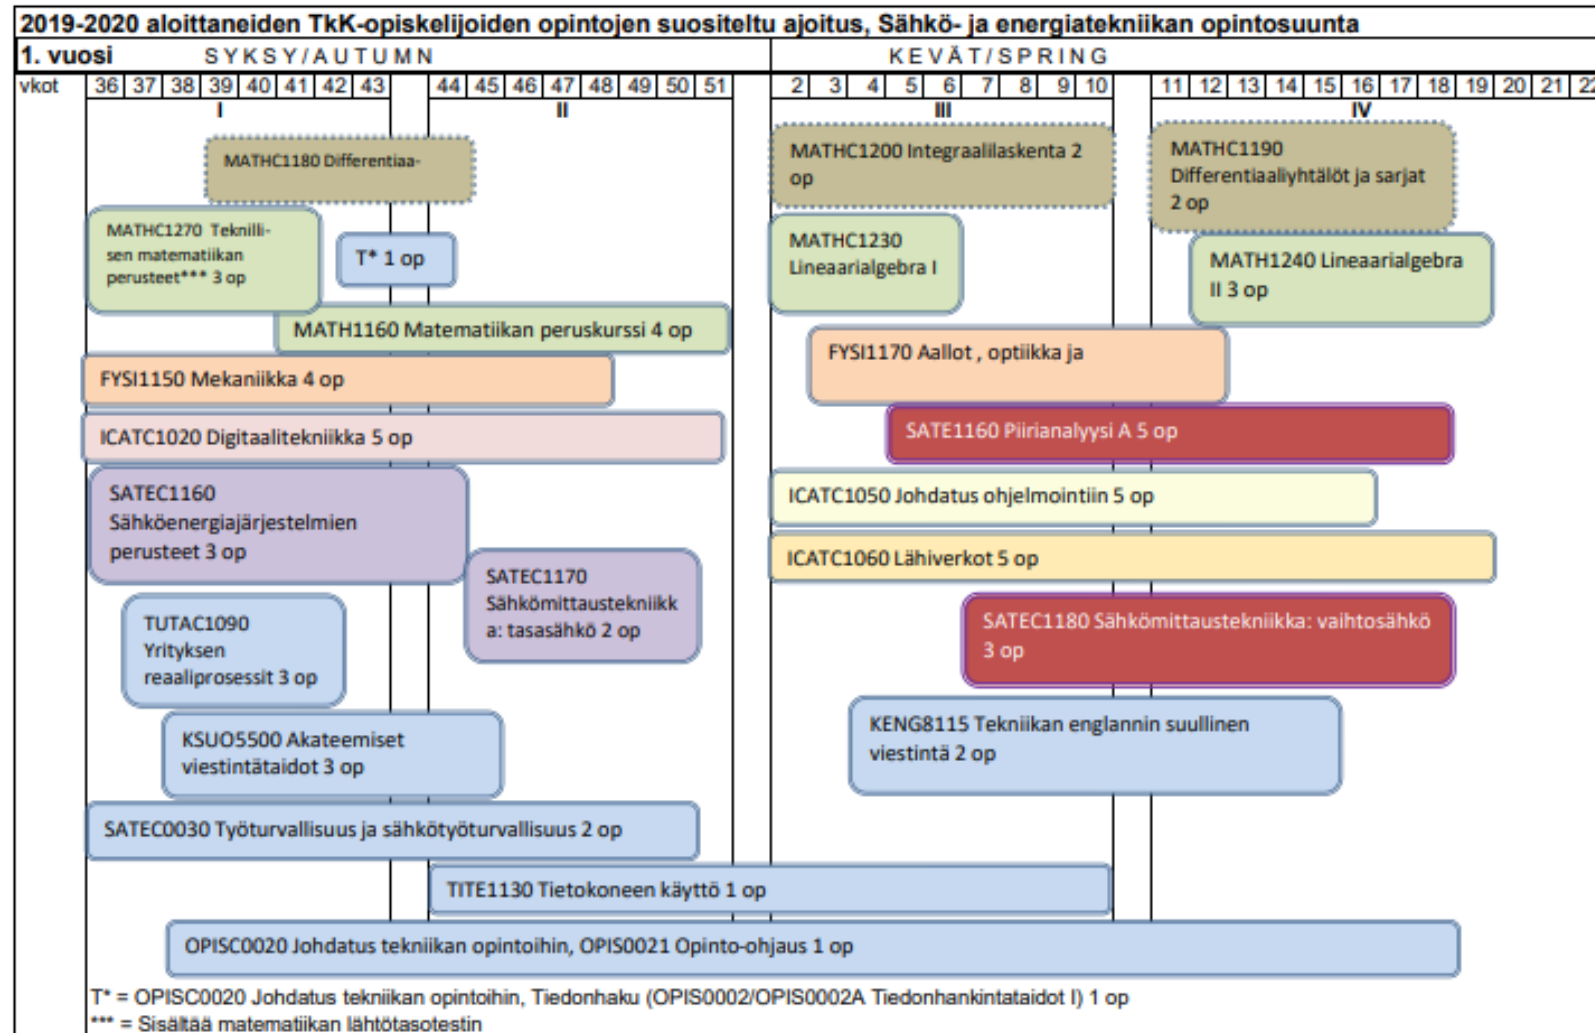 2019-2020 aloittaneiden TkK-opiskelijoiden opintojen suositeltu ajoitus, Sähkö- ja energiatekniikan opintosuunta
1. vuosi SYKSY/AUTUMN KEVÄT/SPRING
vkot 36 37 38 39 40 41 42 43 44 45 46 47 48 49 50 51 2 3 4 5 6 7 8 9 10 11 12 13 14 15 16 17 18 19 20 21 22
I II III IV
MATHC1180 Differentiaa-
MATHC1200 Integraalilaskenta 2
op
MATHC1190
Differentiaaliyhtälöt ja sarjat
2 op
MATHC1270 Teknilli-
sen matematiikan
perusteet*** 3 op
T* 1 op
MATHC1230
Lineaarialgebra I
MATH1240 Lineaarialgebra
II 3 op
MATH1160 Matematiikan peruskurssi 4 op
FYSI1170 Aallot , optiikka ja
FYSI1150 Mekaniikka 4 op
SATE1160 Piirianalyysi A 5 op
ICATC1020 Digitaalitekniikka 5 op
SATEC1160
Sähköenergiajärjestelmien
perusteet 3 op
ICATC1050 Johdatus ohjelmointiin 5 op
ICATC1060 Lähiverkot 5 op
SATEC1170
Sähkömittaustekniikk
a: tasasähkö 2 op
TUTAC1090
Yrityksen
reaaliprosessit 3 op
SATEC1180 Sähkömittaustekniikka: vaihtosähkö
3 op
KSUO5500 Akateemiset
viestintätaidot 3 op
KENG8115 Tekniikan englannin suullinen
viestintä 2 op
SATEC0030 Työturvallisuus ja sähkötyöturvallisuus 2 op
TITE1130 Tietokoneen käyttö 1 op
OPISC0020 Johdatus tekniikan opintoihin, OPIS0021 Opinto-ohjaus 1 op
T* = OPISC0020 Johdatus tekniikan opintoihin, Tiedonhaku (OPIS0002/OPIS0002A Tiedonhankintataidot I) 1 op
*** = Sisältää matematiikan lähtötasotestin